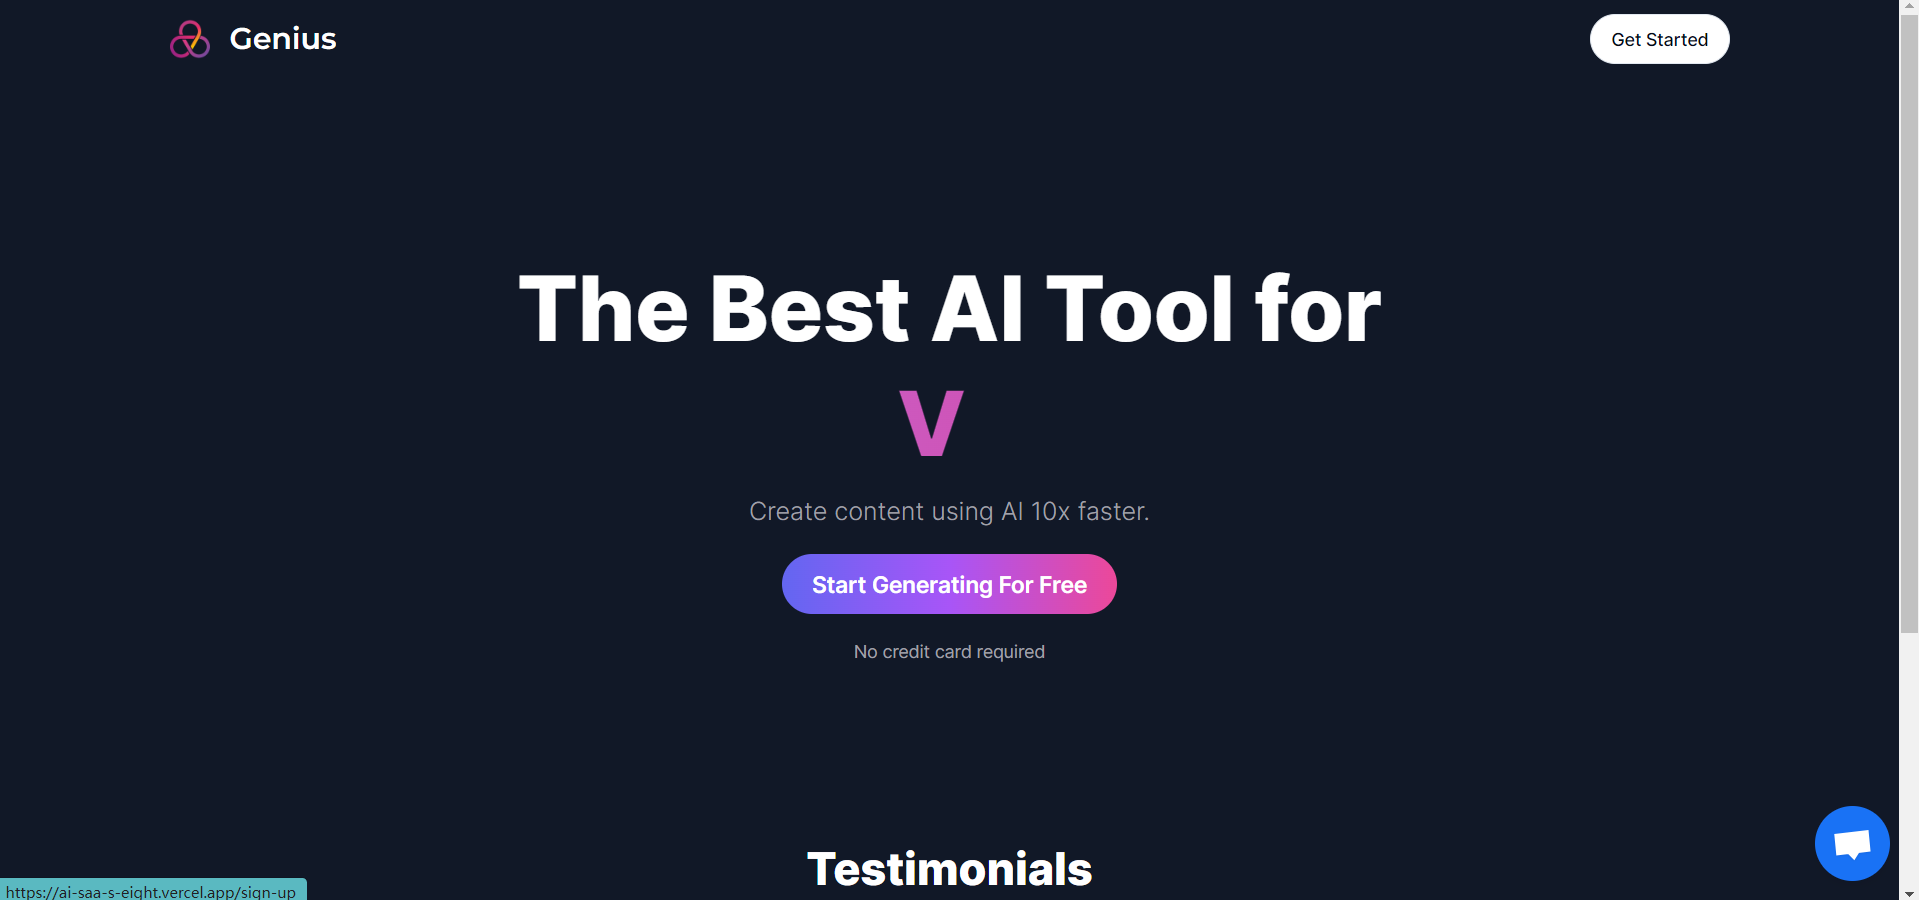 Genius
Get Started
The Best AI Tool for
V
Create content using AI 10x faster.
Start Generating For Free
No credit card required
Testimonials
https://ai-saa-s-eight.vercel.app/sign-up